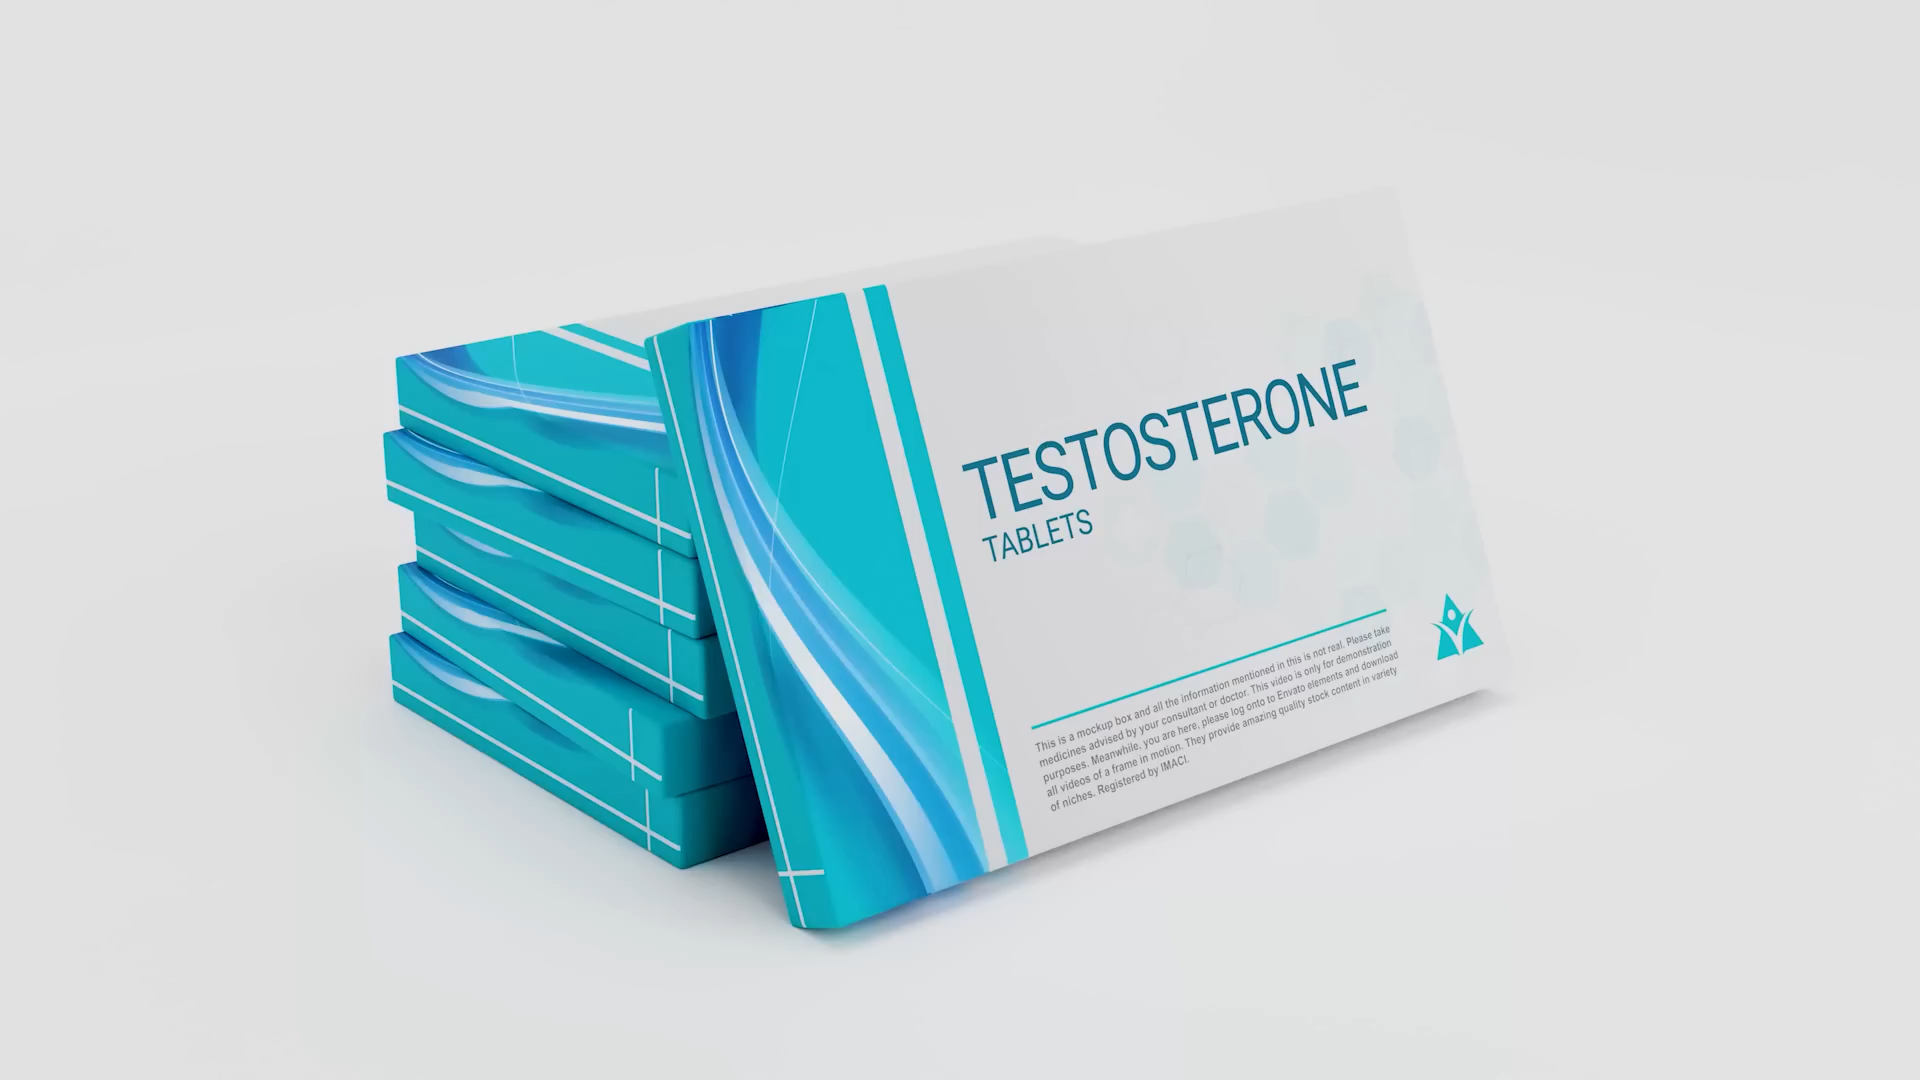 TESTOSTERONE
TABLETS
This is a mockup box and all the information mentioned in this is not real. Please take
medicines advised by your consultant or doctor. This video is only for demonstration
purposes. Meanwhile, you are here, please log onto to Envato elements and download
all videos of a frame in motion. They provide amazing quality stock content in variety
of niches. Registered by IMACI.